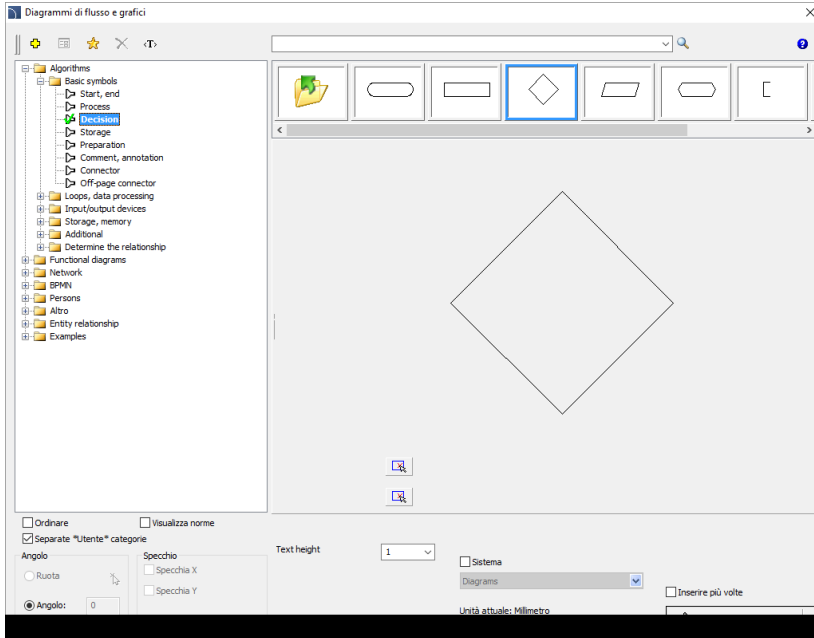 Diagrammi di flusso e grafici
‹T›
Algorithms
Basic symbols
Start, end
Process
Decision
Storage
Preparation
Comment, annotation
Connector
Off-page connector
Loops, data processing
Input/output devices
Storage, memory
Additional
Determine the relationship
Functional diagrams
Network
BPMN
Persons
Altro
Entity relationship
Examples
Ordinare
Visualizza norme
Separate "Utente" categorie
Angolo
Specchio
Ruota
Specchia X
Specchia Y
Angolo:
0
Text height
1
Sistema
Diagrams
Inserire più volte
Unità attuale: Millimetro